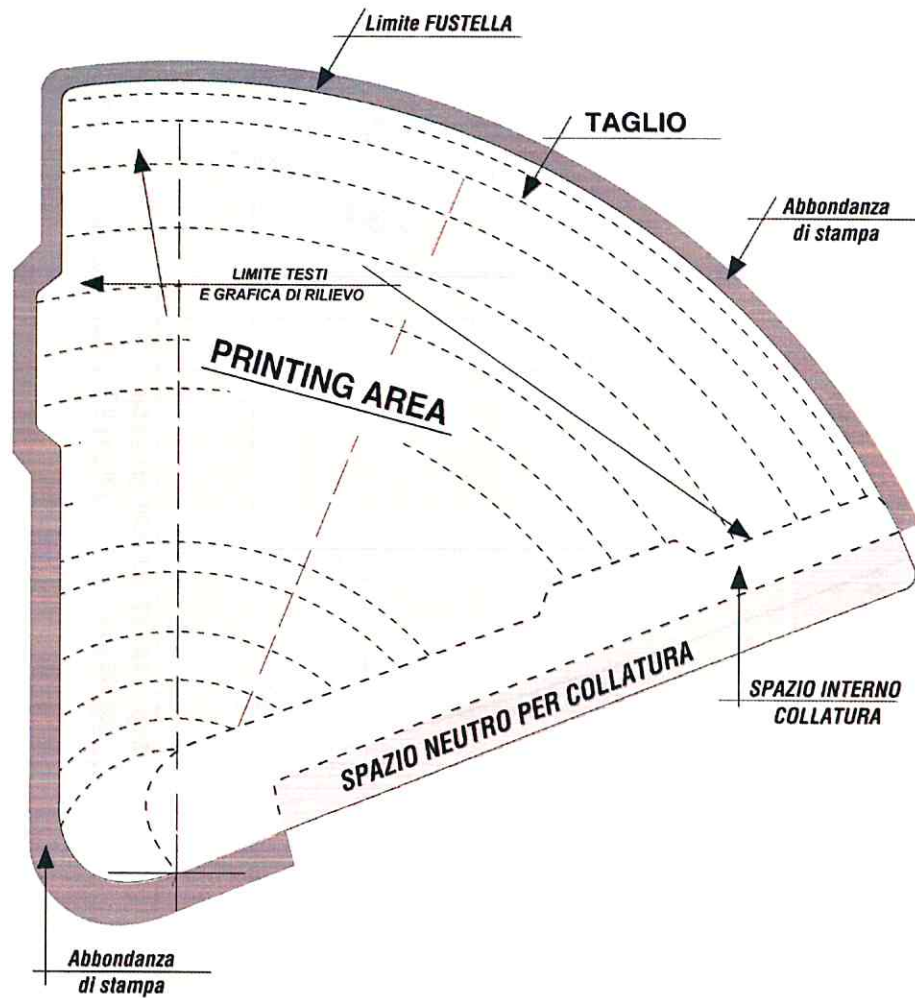 Limite FUSTELLA
TAGLIO
Abbondanza
di stampa
LIMITE TESTI
E GRAFICA DI RILIEVO
PRINTING AREA
SPAZIO NEUTRO PER COLLATURA
SPAZIO INTERNO
COLLATURA
Abbondanza
di stampa